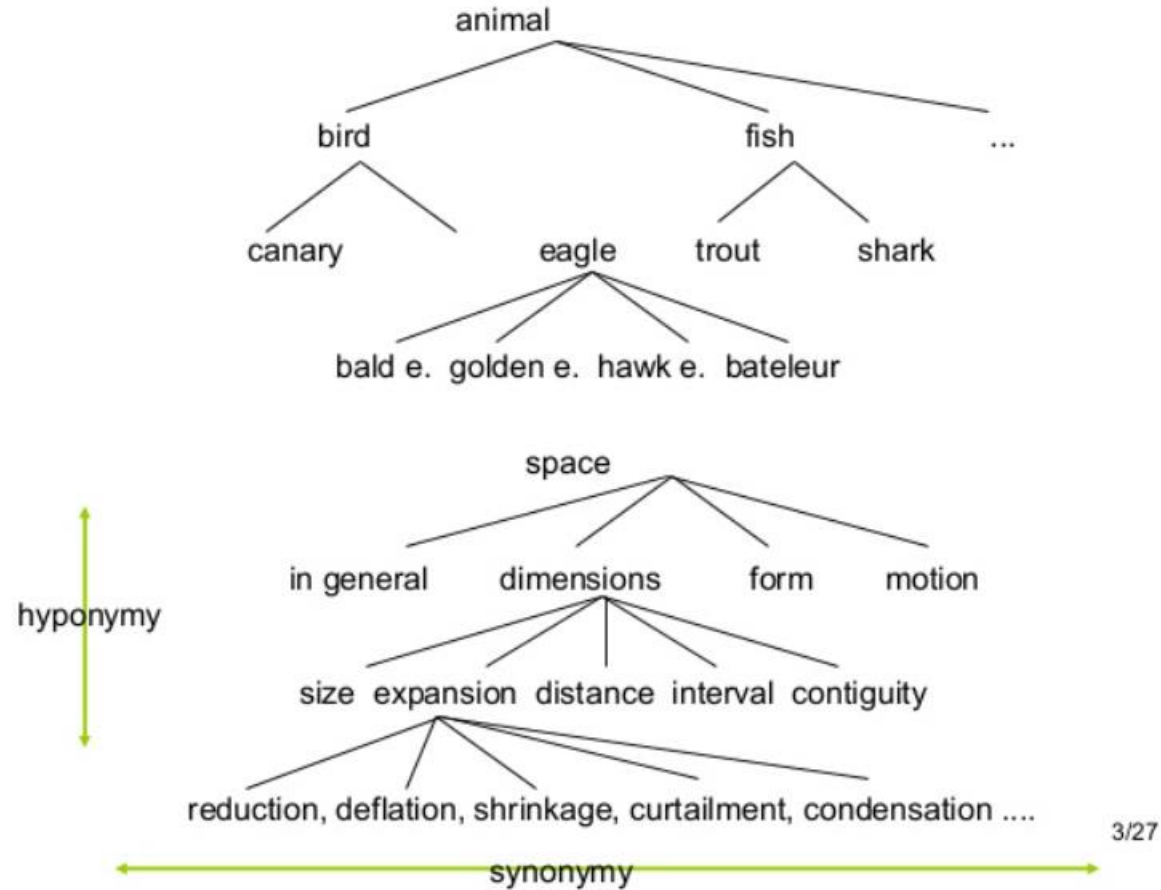 animal
bird fish ...
canary eagle trout shark
bald e. golden e. hawk e. bateleur
space
in general dimensions form motion
hyponymy
size expansion distance interval contiguity
reduction, deflation, shrinkage, curtailment, condensation ....
3/27
synonymy